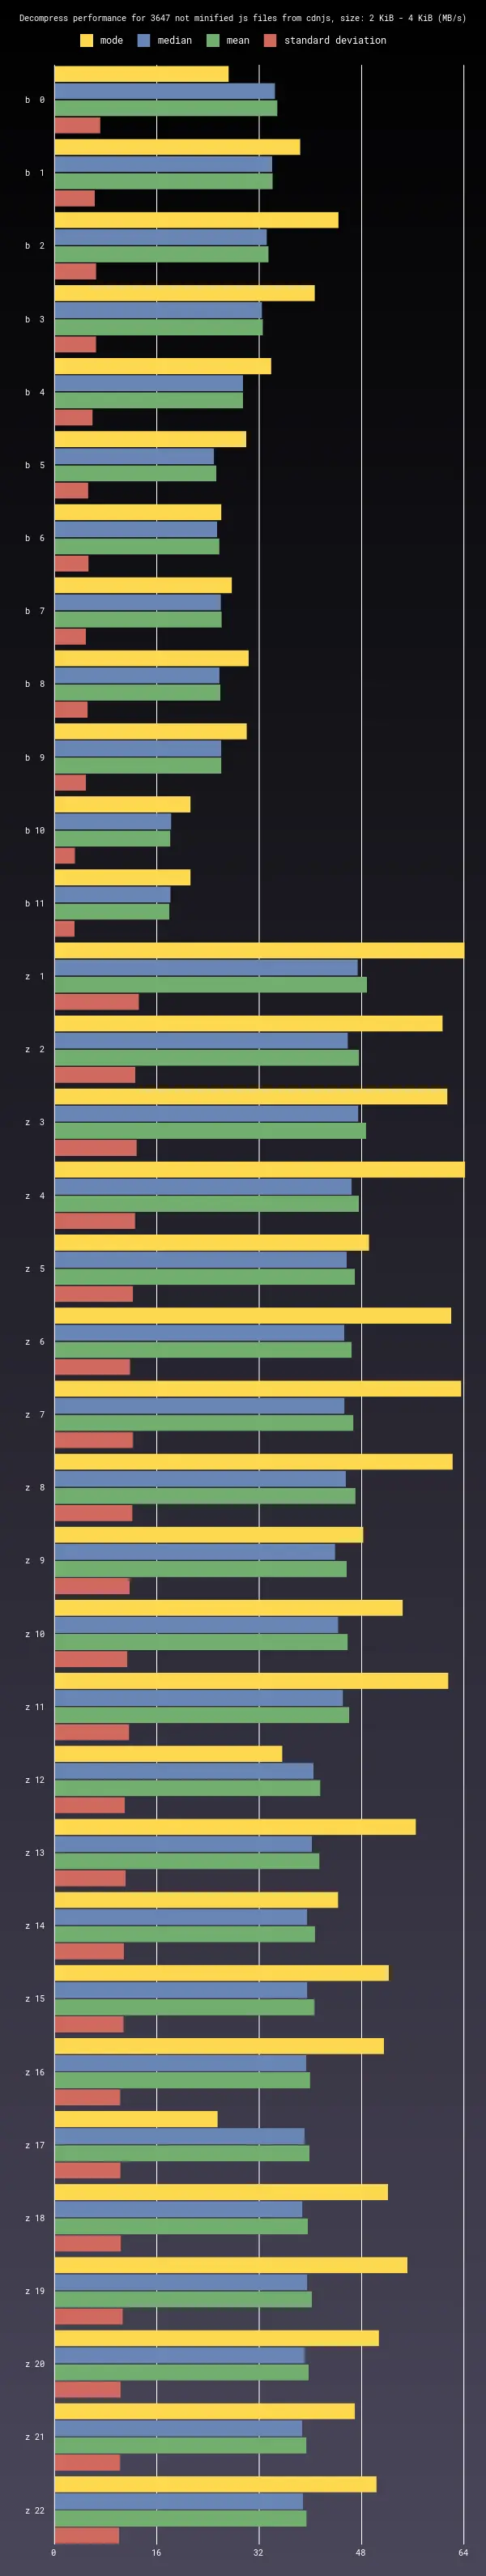 Decompress performance for 3647 not minified js files from cdnjs, size: 2 KiB - 4 KiB (MB/s)
mode median mean standard deviation
b 0
b 1
b 2
b 3
b 4
b 5
b 6
b 7
b 8
b 9
b 10
b 11
z 1
z 2
z 3
z 4
z 5
z 6
z 7
z 8
z 9
z 10
z 11
z 12
z 13
z 14
z 15
z 16
z 17
z 18
z 19
z 20
z 21
z 22
0 16 32 48 64